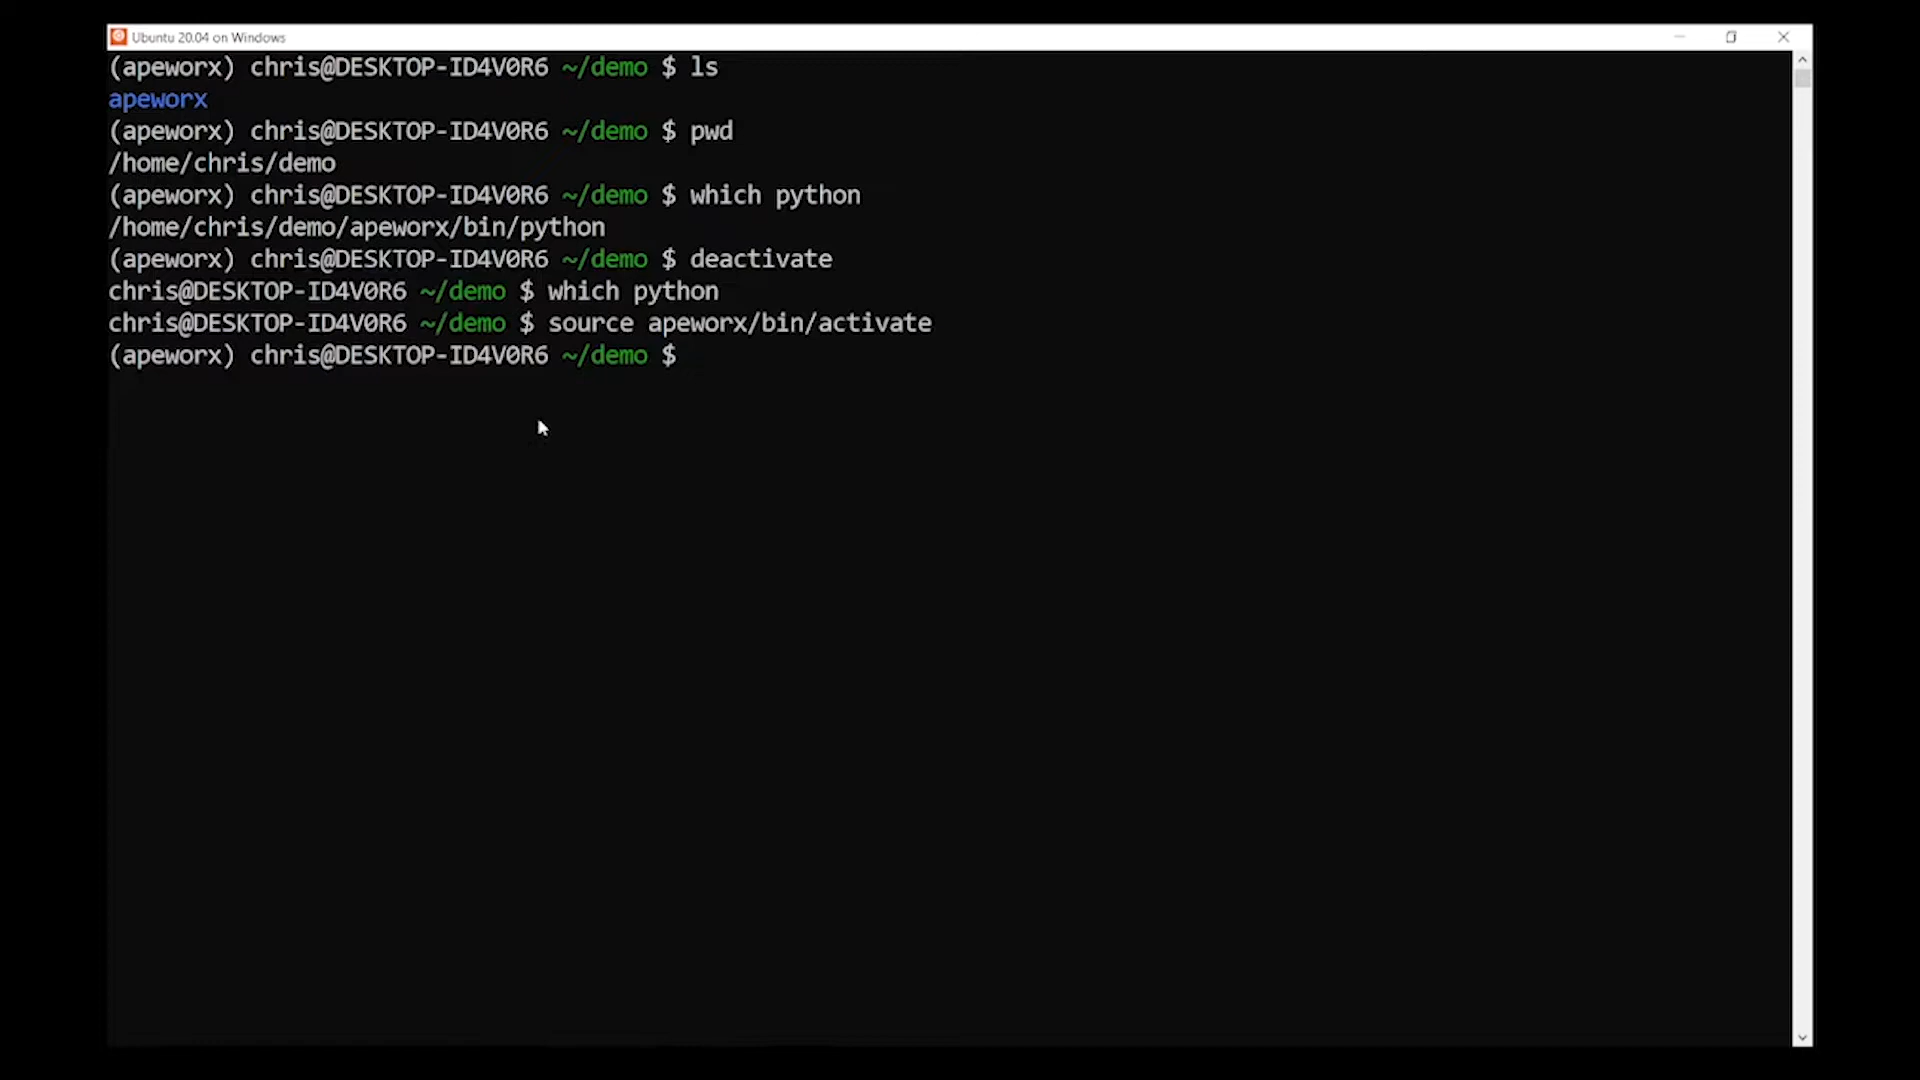 Ubuntu 20.04 on Windows
(apeworx) chris@DESKTOP-ID4V0R6 ~/demo $ ls
apeworx
(apeworx) chris@DESKTOP-ID4V0R6 ~/demo $ pwd
/home/chris/demo
(apeworx) chris@DESKTOP-ID4V0R6 ~/demo $ which python
/home/chris/demo/apeworx/bin/python
(apeworx) chris@DESKTOP-ID4V0R6 ~/demo $ deactivate
chris@DESKTOP-ID4V0R6 ~/demo $ which python
chris@DESKTOP-ID4V0R6 ~/demo $ source apeworx/bin/activate
(apeworx) chris@DESKTOP-ID4V0R6 ~/demo $